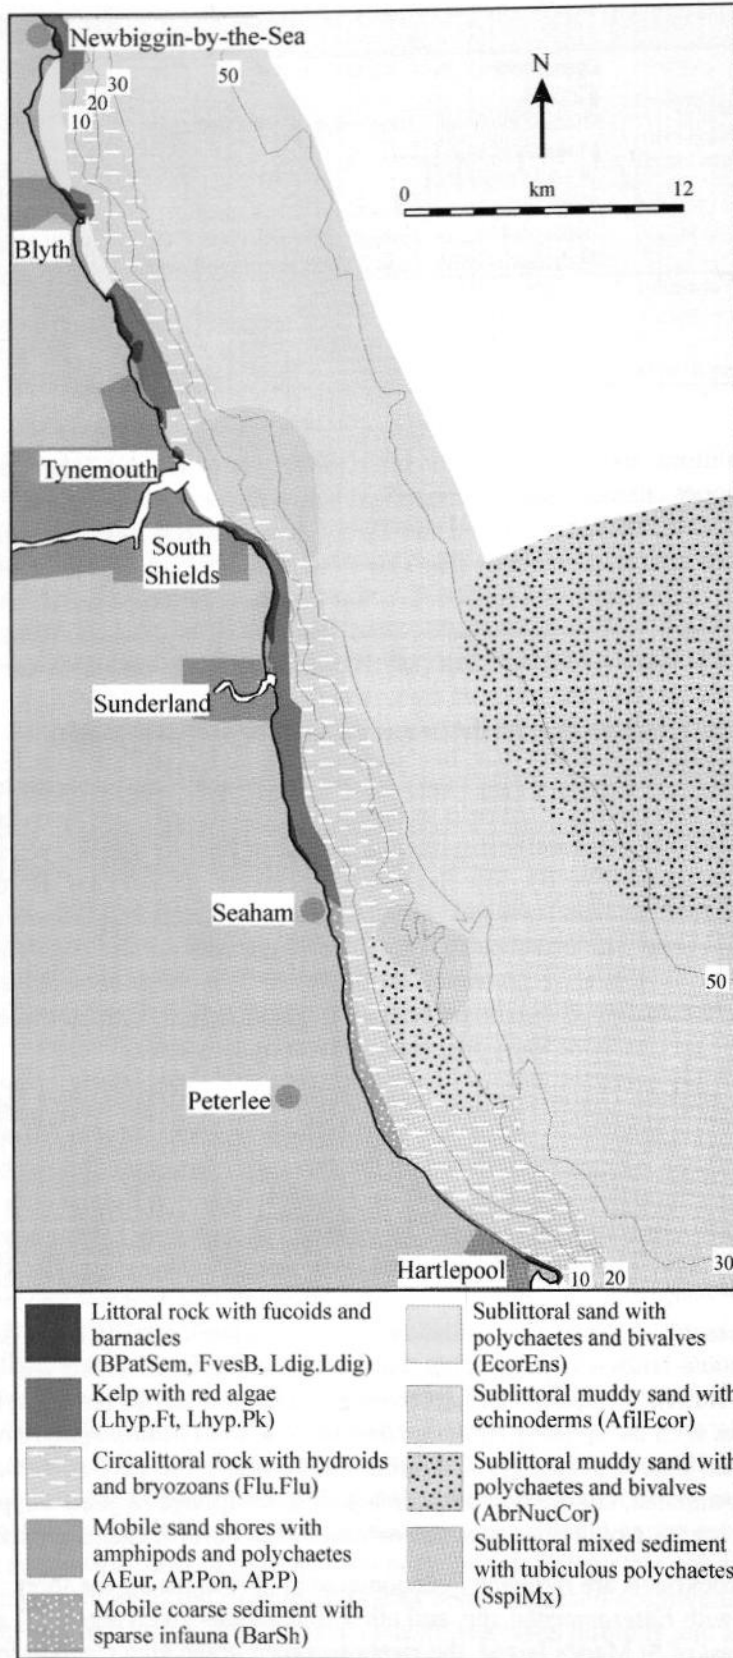 Newbiggin-by-the-Sea
30
20
10
50
N
0 km 12
Blyth
Tynemouth
South
Shields
Sunderland
Seaham
50
Peterlee
Hartlepool
10 20
30
Littoral rock with fucoids and
barnacles
(BPatSem, FvesB, Ldig.Ldig)
Kelp with red algae
(Lhyp.Ft, Lhyp.Pk)
Circalittoral rock with hydroids
and bryozoans (Flu.Flu)
Mobile sand shores with
amphipods and polychaetes
(AEur, AP.Pon, AP.P)
Mobile coarse sediment with
sparse infauna (BarSh)
Sublittoral sand with
polychaetes and bivalves
(EcorEns)
Sublittoral muddy sand with
echinoderms (AfilEcor)
Sublittoral muddy sand with
polychaetes and bivalves
(AbrNucCor)
Sublittoral mixed sediment
with tubiculous polychaetes
(SspiMx)